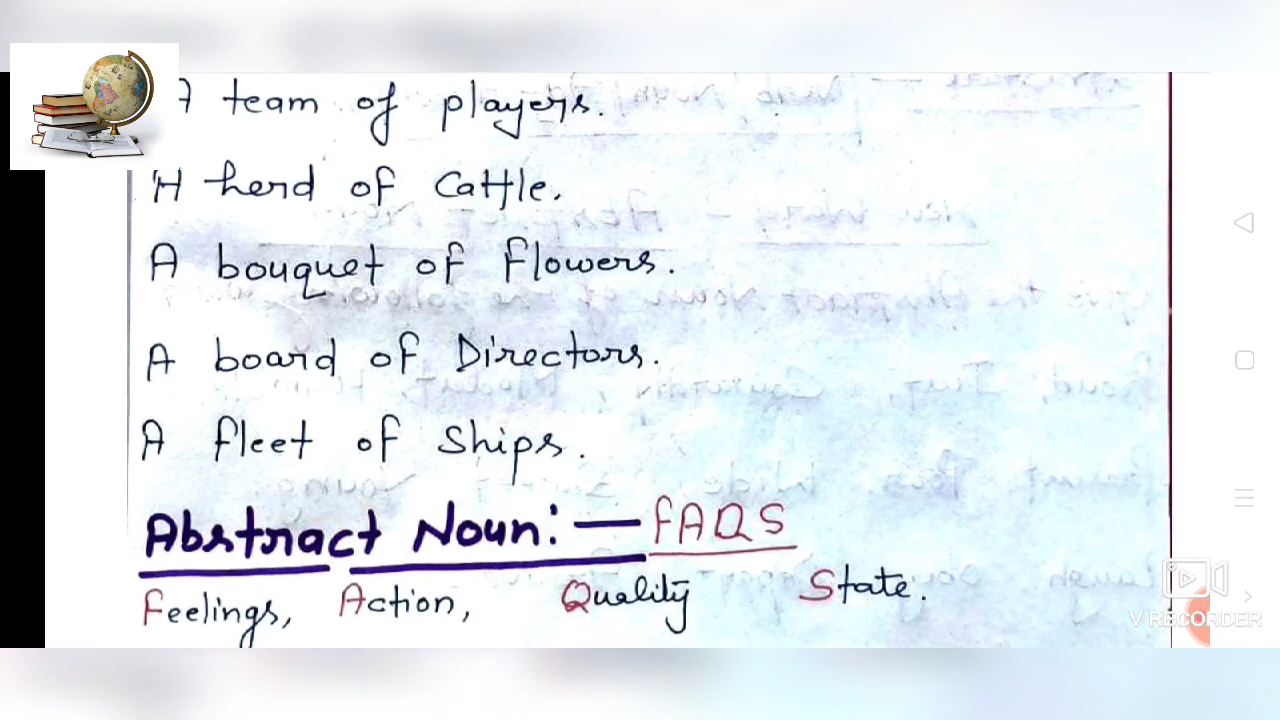 A team of players.
A herd of Cattle.
A bouquet of flowers.
A board of Directors.
A fleet of Ships.
Abstract Noun:— FAQS
Feelings, Action, Quality State.
V RECORDER